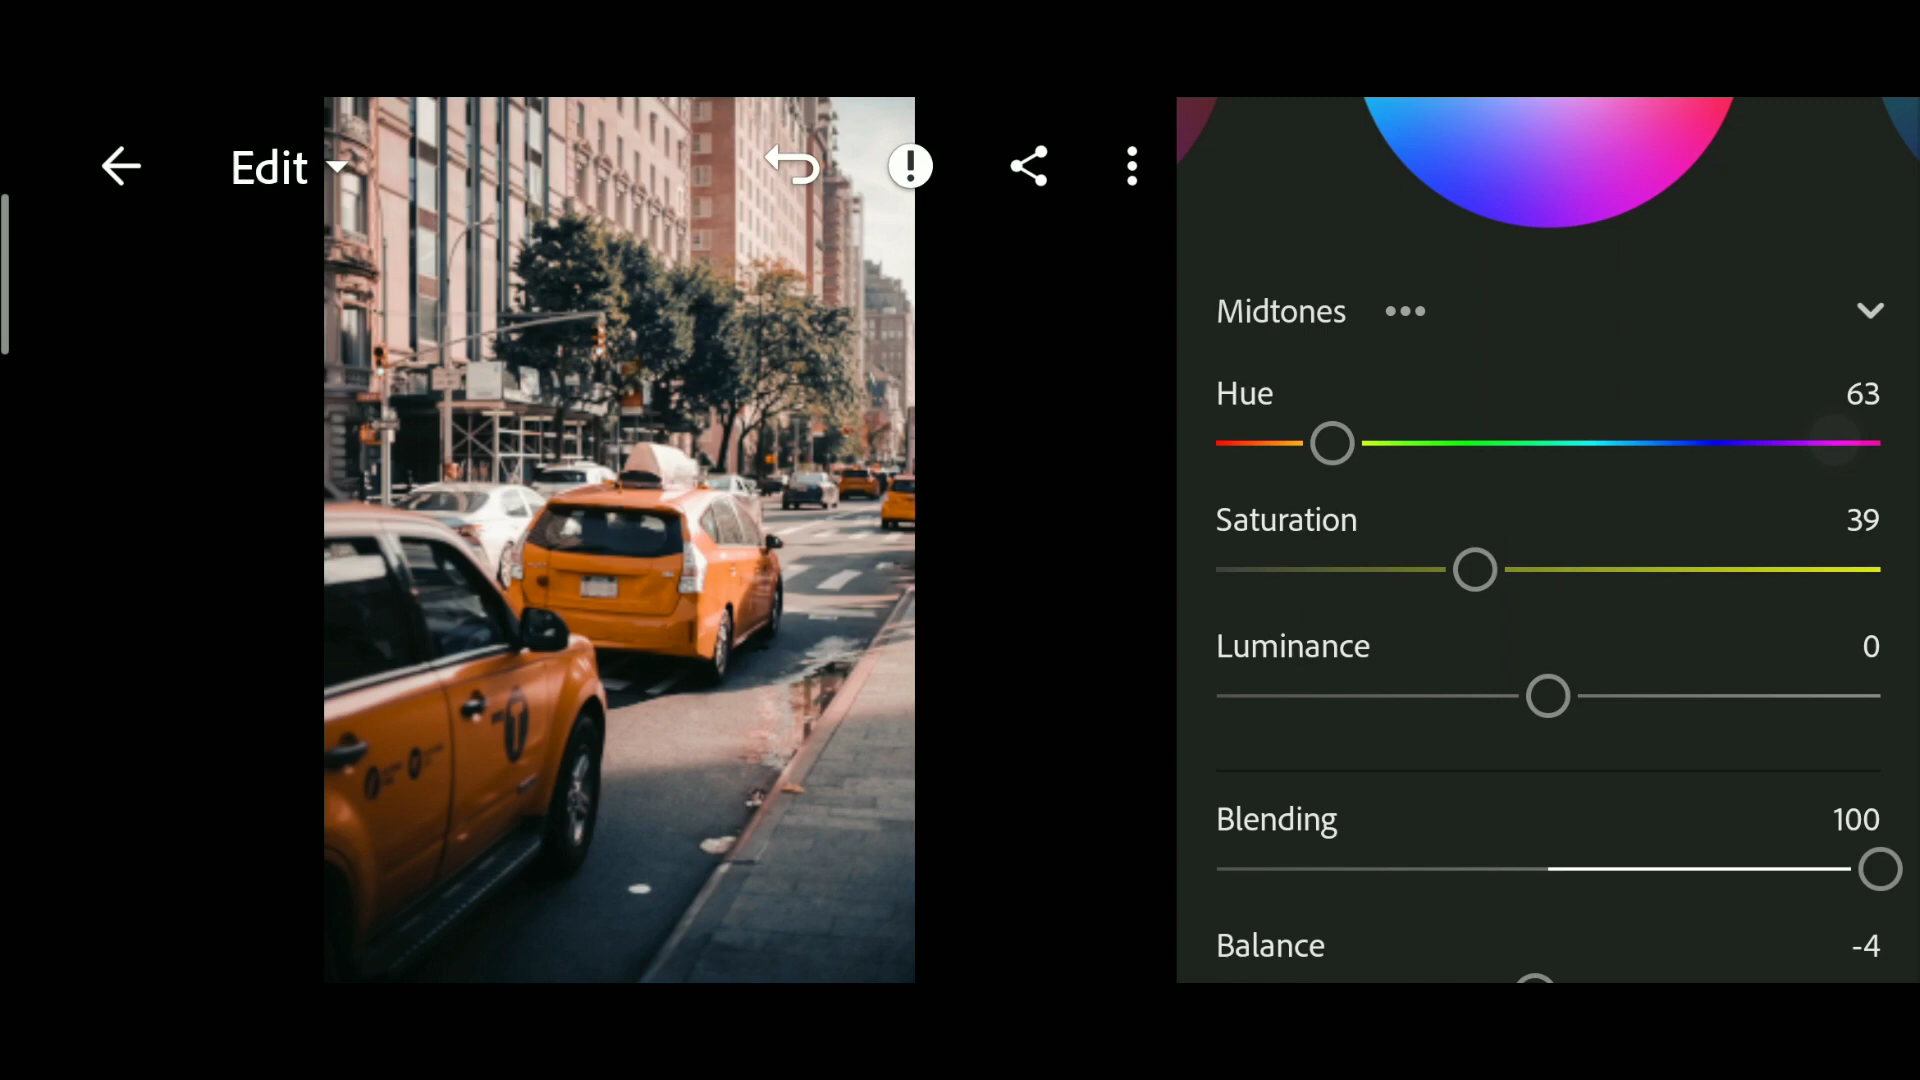 Edit
Midtones
Hue 63
Saturation 39
Luminance 0
Blending 100
Balance -4
T